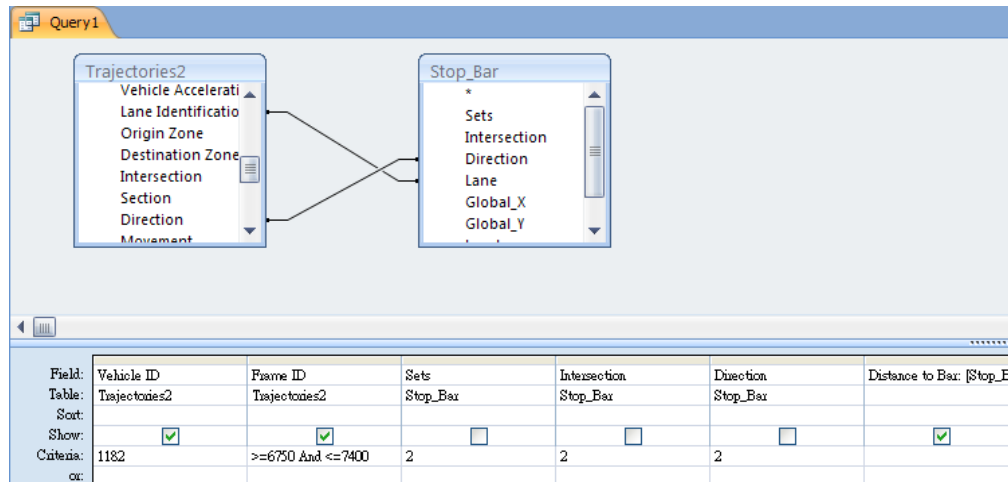 Query1
Trajectories2
Vehicle Accelerati
Lane Identificatio
Origin Zone
Destination Zone
Intersection
Section
Direction
Movement
Stop_Bar
*
Sets
Intersection
Direction
Lane
Global_X
Global_Y
Field: Vehicle ID Frame ID Sets Intersection Direction Distance to Bar: [Stop_B
Table: Trajectories2 Trajectories2 Stop_Bar Stop_Bar Stop_Bar
Sort:
Show:
Criteria: 1182 >=6750 And <=7400 2 2 2
or: